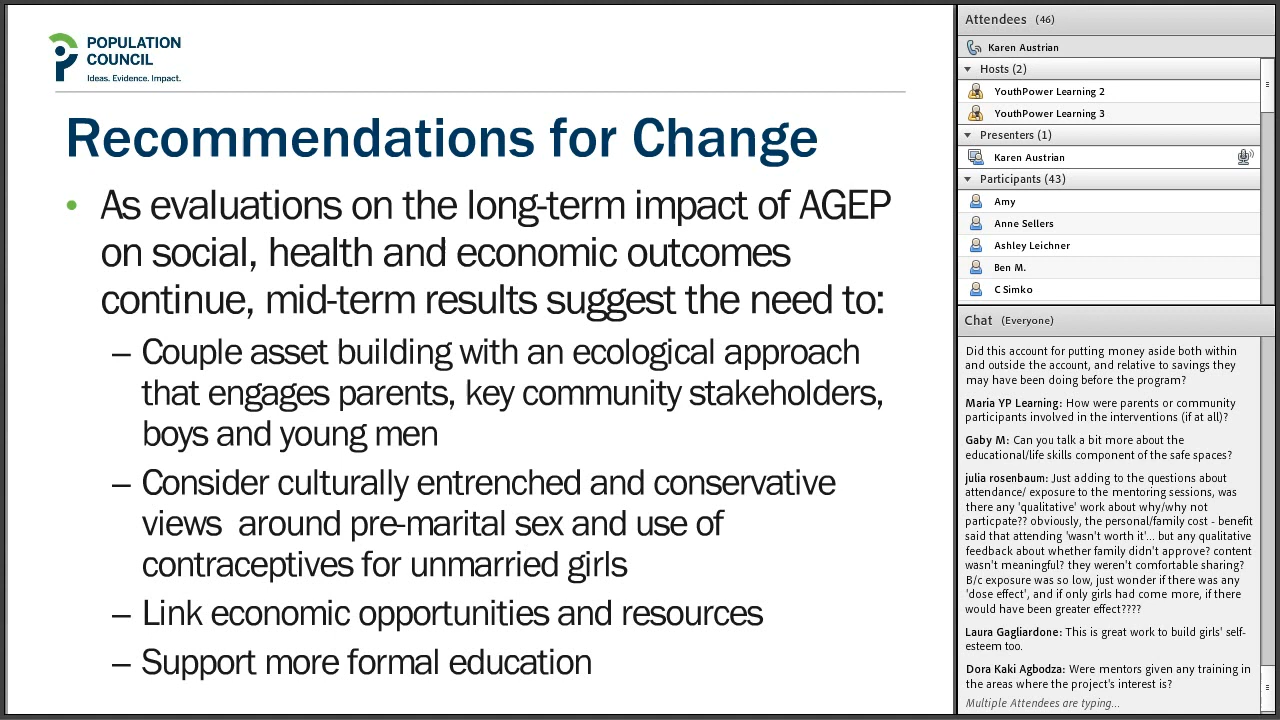 POPULATION
COUNCIL
Ideas. Evidence. Impact.
Recommendations for Change
• As evaluations on the long-term impact of AGEP
on social, health and economic outcomes
continue, mid-term results suggest the need to:
– Couple asset building with an ecological approach
that engages parents, key community stakeholders,
boys and young men
– Consider culturally entrenched and conservative
views around pre-marital sex and use of
contraceptives for unmarried girls
– Link economic opportunities and resources
– Support more formal education
Attendees (46)
Karen Austrian
Hosts (2)
YouthPower Learning 2
YouthPower Learning 3
Presenters (1)
Karen Austrian
Participants (43)
Amy
Anne Sellers
Ashley Leichner
Ben M.
C Simko
Chat (Everyone)
Did this account for putting money aside both within
and outside the account, and relative to savings they
may have been doing before the program?
Maria YP Learning: How were parents or community
participants involved in the interventions (if at all)?
Gaby M: Can you talk a bit more about the
educational/life skills component of the safe spaces?
julia rosenbaum: Just adding to the questions about
attendance/ exposure to the mentoring sessions, was
there any 'qualitative' work about why/why not
particpate?? obviously, the personal/family cost - benefit
said that attending 'wasn't worth it'... but any qualitative
feedback about whether family didn't approve? content
wasn't meaningful? they weren't comfortable sharing?
B/c exposure was so low, just wonder if there was any
'dose effect', and if only girls had come more, if there
would have been greater effect????
Laura Gagliardone: This is great work to build girls' self-
esteem too.
Dora Kaki Agbodza: Were mentors given any training in
the areas where the project's interest is?
Multiple Attendees are typing...